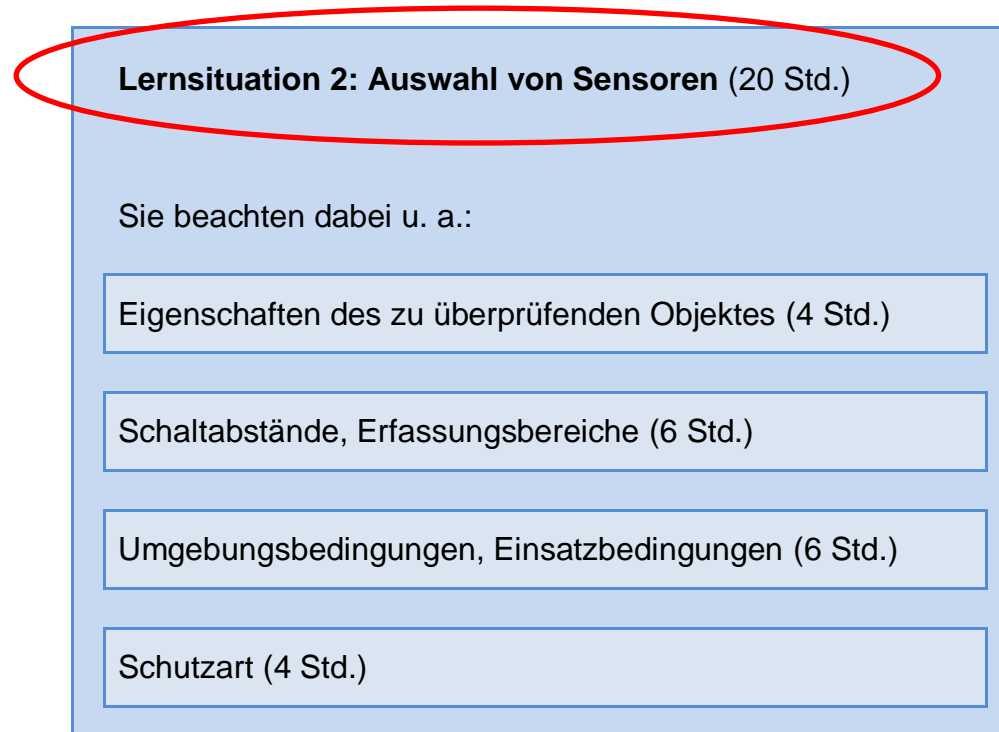 Lernsituation 2: Auswahl von Sensoren (20 Std.)
Sie beachten dabei u. a.:
Eigenschaften des zu überprüfenden Objektes (4 Std.)
Schaltabstände, Erfassungsbereiche (6 Std.)
Umgebungsbedingungen, Einsatzbedingungen (6 Std.)
Schutzart (4 Std.)